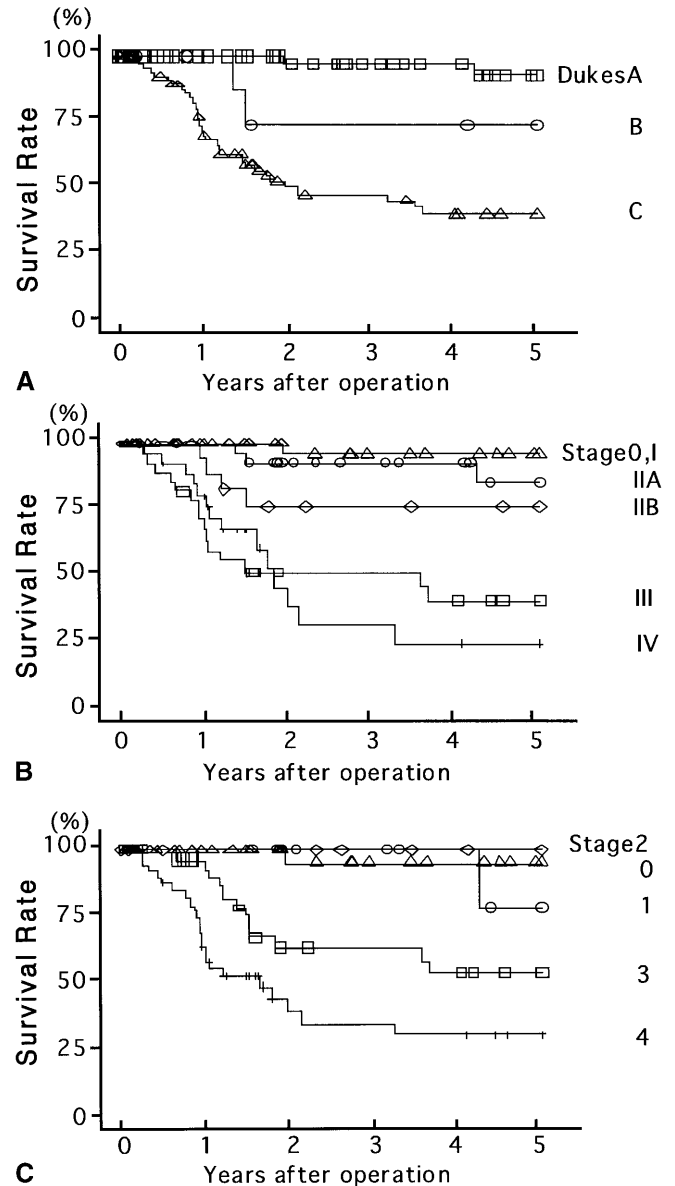 (%)
100
75
50
25
0
Survival Rate
DukesA
B
C
0 1 2 3 4 5
Years after operation
A
(%)
100
75
50
25
0
Survival Rate
Stage0,I
IIA
IIB
III
IV
0 1 2 3 4 5
Years after operation
B
(%)
100
75
50
25
0
Survival Rate
Stage2
0
1
3
4
0 1 2 3 4 5
Years after operation
C